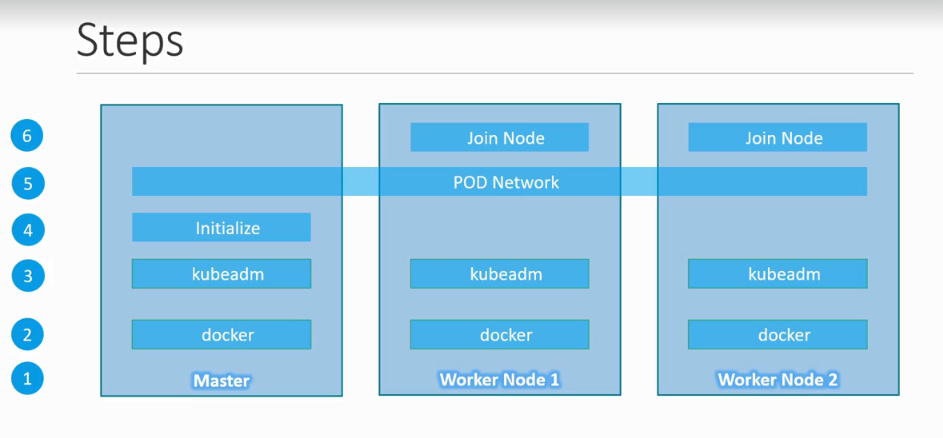 Steps
6
Join Node
Join Node
5
POD Network
4
Initialize
3
kubeadm
kubeadm
kubeadm
2
docker
docker
docker
1
Master
Worker Node 1
Worker Node 2